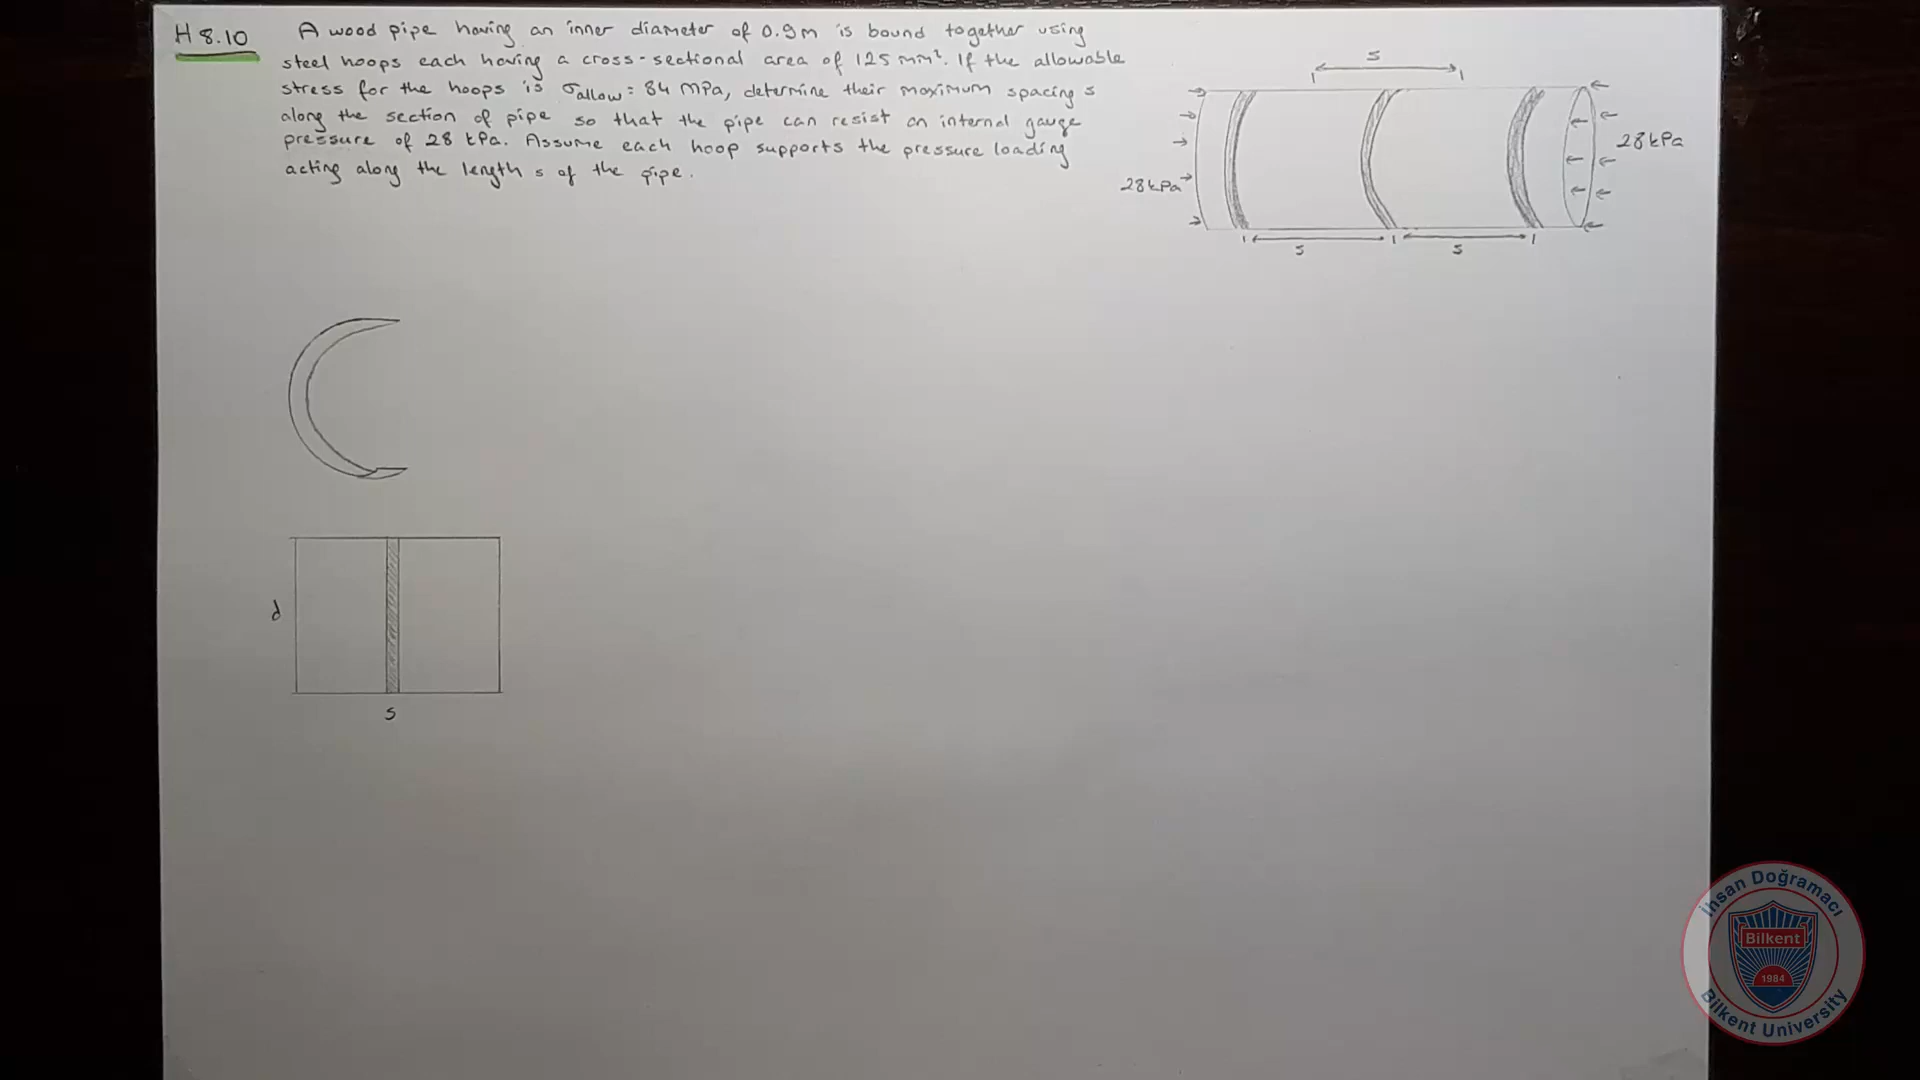 H 8.10 A wood pipe having an inner diameter of 0.9m is bound together using
steel hoops each having a cross-sectional area of 125 mm². If the allowable
stress for the hoops is σallow = 84 MPa, determine their maximum spacing s
along the section of pipe so that the pipe can resist an internal gauge
pressure of 28 kPa. Assume each hoop supports the pressure loading
acting along the length s of the pipe.
s
28 kPa
28 kPa
s
s
d
s
İhsan Doğramacı
Bilkent
1984
Bilkent University